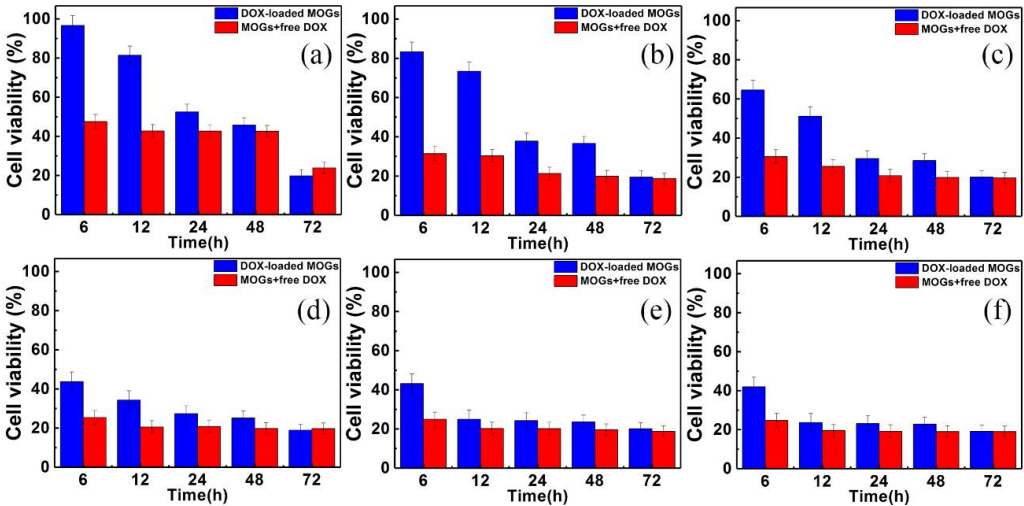 DOX-loaded MOGs
MOGs+free DOX
(a)
Cell viability (%)
100
80
60
40
20
0
6 12 24 48 72
Time(h)
DOX-loaded MOGs
MOGs+free DOX
(b)
Cell viability (%)
100
80
60
40
20
0
6 12 24 48 72
Time(h)
DOX-loaded MOGs
MOGs+free DOX
(c)
Cell viability (%)
100
80
60
40
20
0
6 12 24 48 72
Time(h)
DOX-loaded MOGs
MOGs+free DOX
(d)
Cell viability (%)
100
80
60
40
20
0
6 12 24 48 72
Time(h)
DOX-loaded MOGs
MOGs+free DOX
(e)
Cell viability (%)
100
80
60
40
20
0
6 12 24 48 72
Time(h)
DOX-loaded MOGs
MOGs+free DOX
(f)
Cell viability (%)
100
80
60
40
20
0
6 12 24 48 72
Time(h)